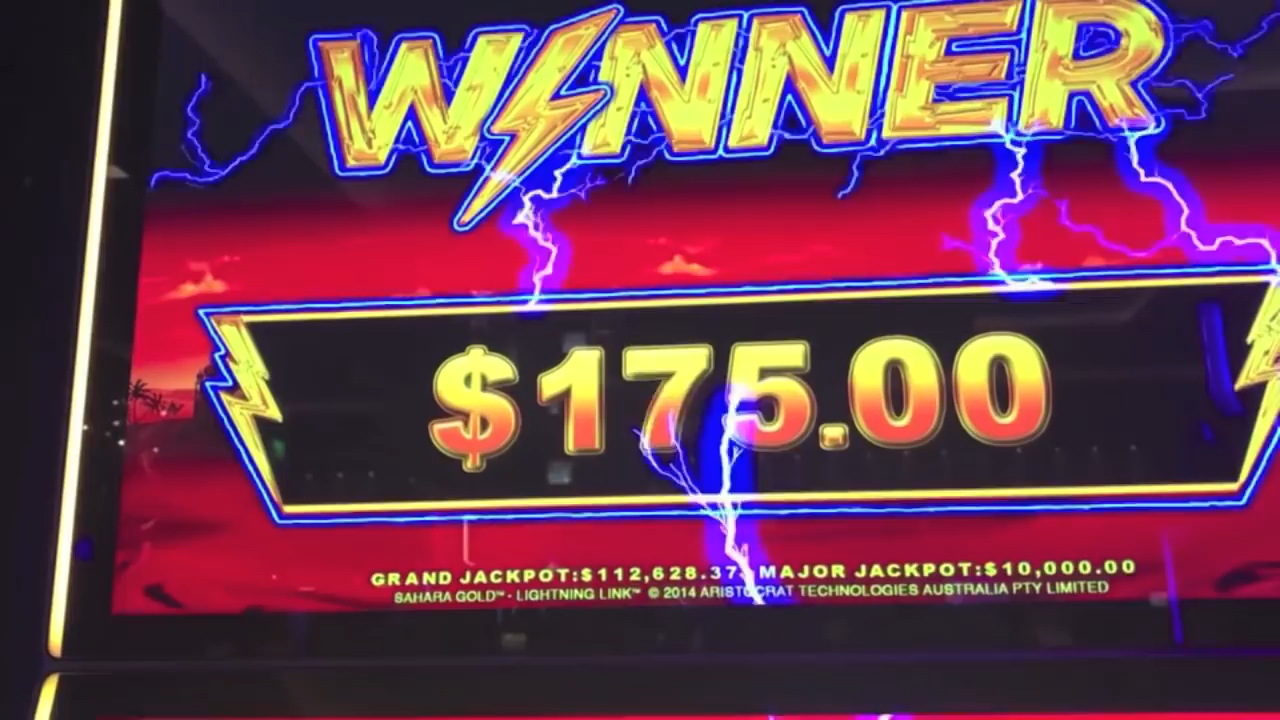 WINNER
$175.00
GRAND JACKPOT:$112,628.37 MAJOR JACKPOT:$10,000.00
SAHARA GOLD™ - LIGHTNING LINK™ © 2014 ARISTOCRAT TECHNOLOGIES AUSTRALIA PTY LIMITED